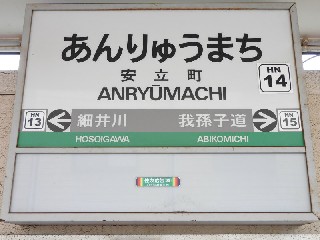 あんりゅうまち
安立町
ANRYŪMACHI
HN
14
HN
13
細井川
HOSOIGAWA
我孫子道
ABIKOMICHI
HN
15